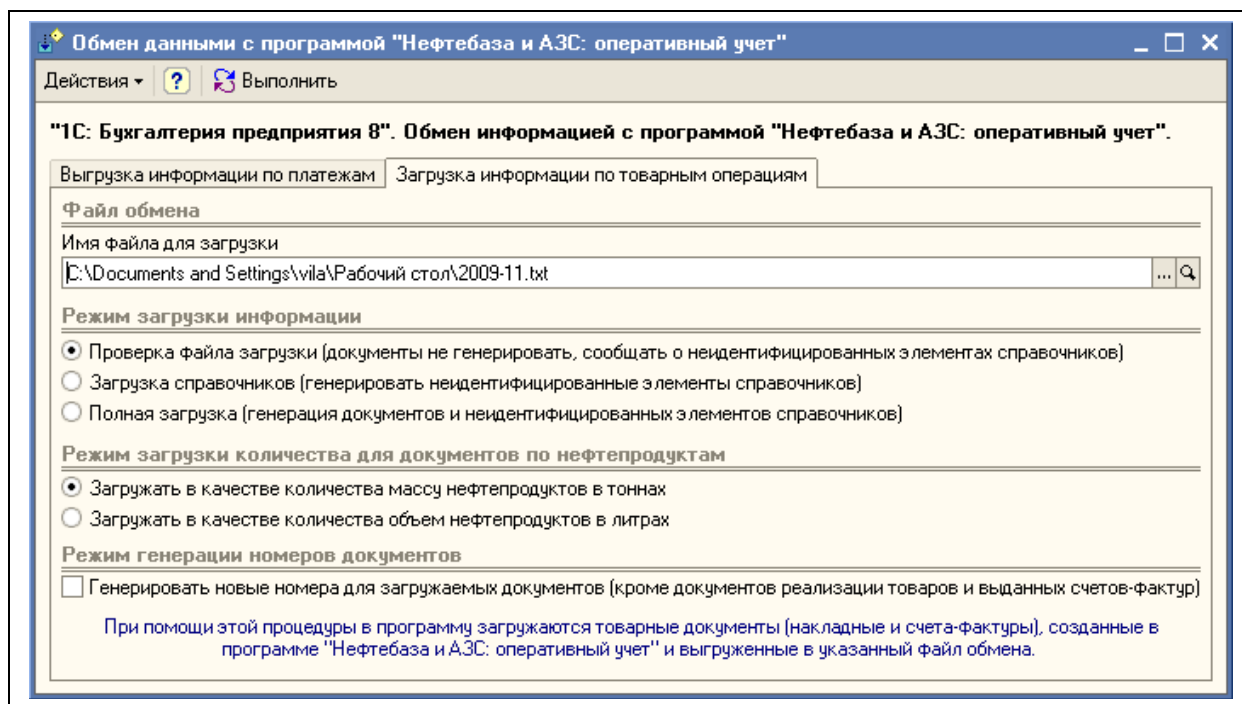 Обмен данными с программой "Нефтебаза и АЗС: оперативный учет"
Действия ? Выполнить
"1С: Бухгалтерия предприятия 8". Обмен информацией с программой "Нефтебаза и АЗС: оперативный учет".
Выгрузка информации по платежам Загрузка информации по товарным операциям
Файл обмена
Имя файла для загрузки
C:\Documents and Settings\vila\Рабочий стол\2009-11.txt ...
Режим загрузки информации
Проверка файла загрузки (документы не генерировать, сообщать о неидентифицированных элементах справочников)
Загрузка справочников (генерировать неидентифицированные элементы справочников)
Полная загрузка (генерация документов и неидентифицированных элементов справочников)
Режим загрузки количества для документов по нефтепродуктам
Загружать в качестве количества массу нефтепродуктов в тоннах
Загружать в качестве количества объем нефтепродуктов в литрах
Режим генерации номеров документов
Генерировать новые номера для загружаемых документов (кроме документов реализации товаров и выданных счетов-фактур)
При помощи этой процедуры в программу загружаются товарные документы (накладные и счета-фактуры), созданные в
программе "Нефтебаза и АЗС: оперативный учет" и выгруженные в указанный файл обмена.